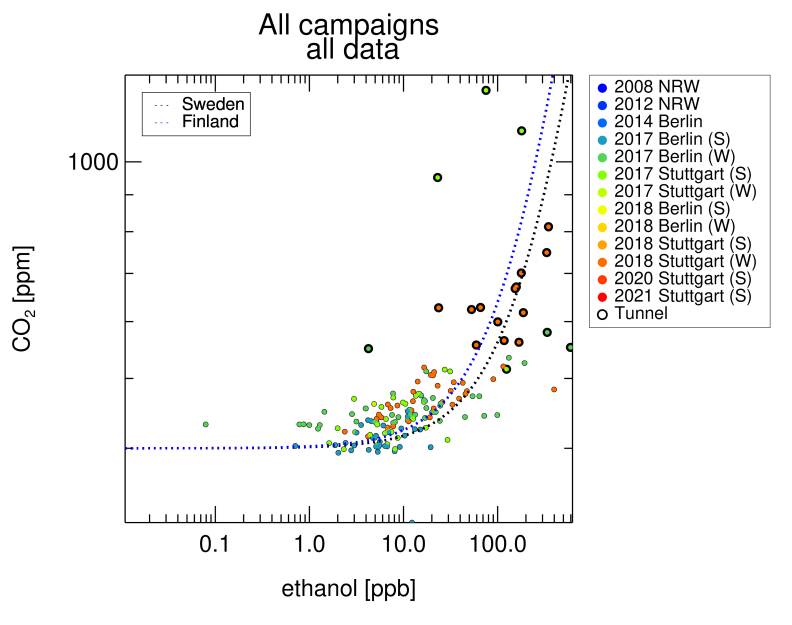 All campaigns
all data
Sweden
Finland
1000
CO2 [ppm]
0.1 1.0 10.0 100.0
ethanol [ppb]
2008 NRW
2012 NRW
2014 Berlin
2017 Berlin (S)
2017 Berlin (W)
2017 Stuttgart (S)
2017 Stuttgart (W)
2018 Berlin (S)
2018 Berlin (W)
2018 Stuttgart (S)
2018 Stuttgart (W)
2020 Stuttgart (S)
2021 Stuttgart (S)
Tunnel